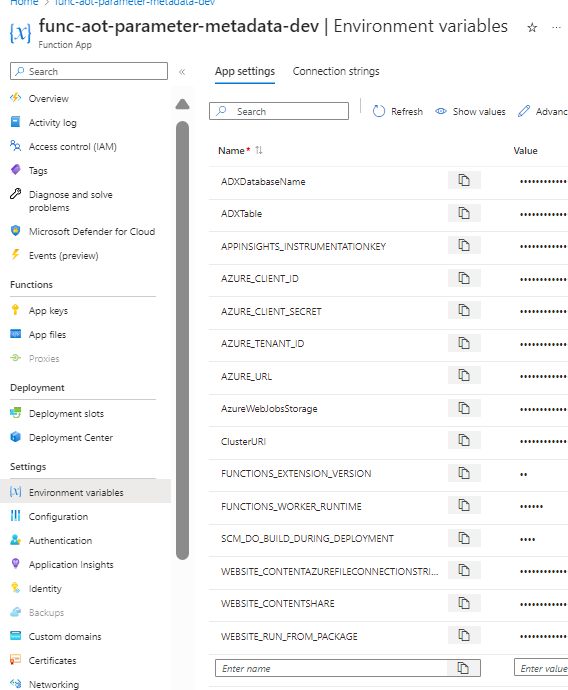 Home > func-aot-parameter-metadata-dev
func-aot-parameter-metadata-dev | Environment variables
Function App
Search
App settings
Connection strings
Overview
Activity log
Access control (IAM)
Tags
Diagnose and solve
problems
Microsoft Defender for Cloud
Events (preview)
Functions
App keys
App files
Proxies
Deployment
Deployment slots
Deployment Center
Settings
Environment variables
Configuration
Authentication
Application Insights
Identity
Backups
Custom domains
Certificates
Networking
Search
Refresh
Show values
Advanc
Name*
Value
ADXDatabaseName
ADXTable
APPINSIGHTS_INSTRUMENTATIONKEY
AZURE_CLIENT_ID
AZURE_CLIENT_SECRET
AZURE_TENANT_ID
AZURE_URL
AzureWebJobsStorage
ClusterURI
FUNCTIONS_EXTENSION_VERSION
FUNCTIONS_WORKER_RUNTIME
SCM_DO_BUILD_DURING_DEPLOYMENT
WEBSITE_CONTENTAZUREFILECONNECTIONSTRI...
WEBSITE_CONTENTSHARE
WEBSITE_RUN_FROM_PACKAGE
Enter name
Enter value